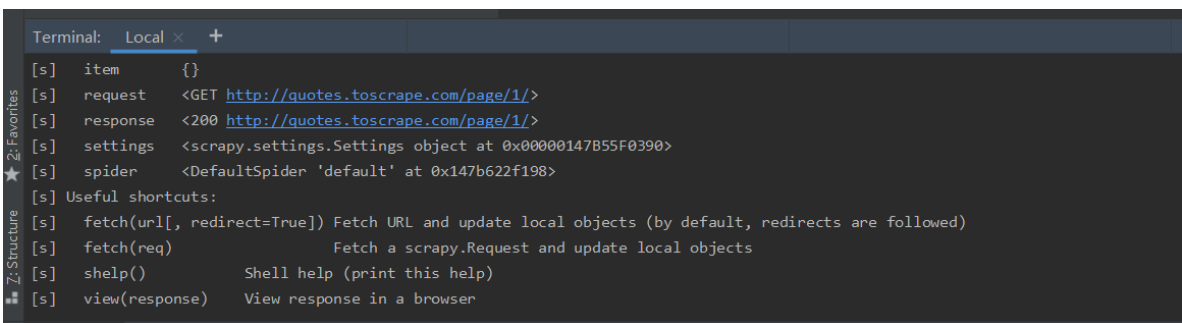 Terminal: Local × +
[s] item {}
[s] request <GET http://quotes.toscrape.com/page/1/>
[s] response <200 http://quotes.toscrape.com/page/1/>
[s] settings <scrapy.settings.Settings object at 0x00000147B55F0390>
[s] spider <DefaultSpider 'default' at 0x147b622f198>
[s] Useful shortcuts:
[s] fetch(url[, redirect=True]) Fetch URL and update local objects (by default, redirects are followed)
[s] fetch(req) Fetch a scrapy.Request and update local objects
[s] shelp() Shell help (print this help)
[s] view(response) View response in a browser
2: Favorites
Z: Structure